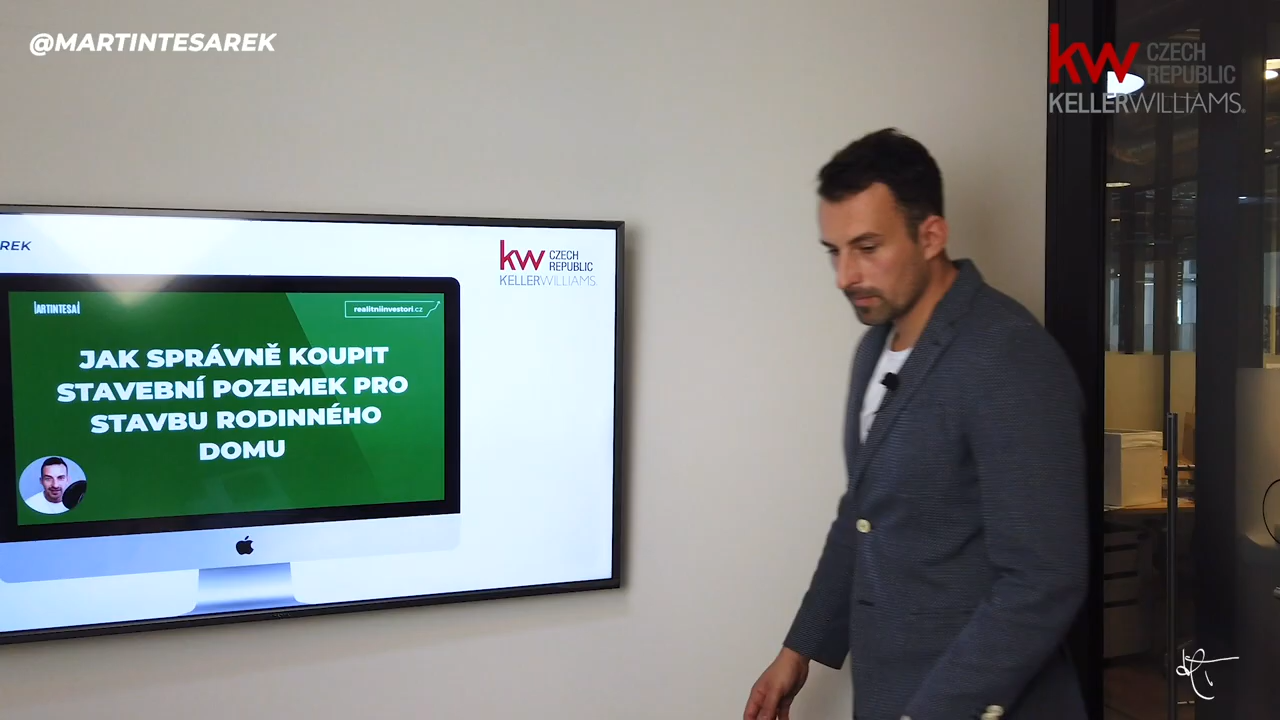 @MARTINTESAREK
kw CZECH
REPUBLIC
KELLERWILLIAMS.
REK
kw CZECH
REPUBLIC
KELLERWILLIAMS.
realitniinvestori.cz
JAK SPRÁVNĚ KOUPIT
STAVEBNÍ POZEMEK PRO
STAVBU RODINNÉHO
DOMU